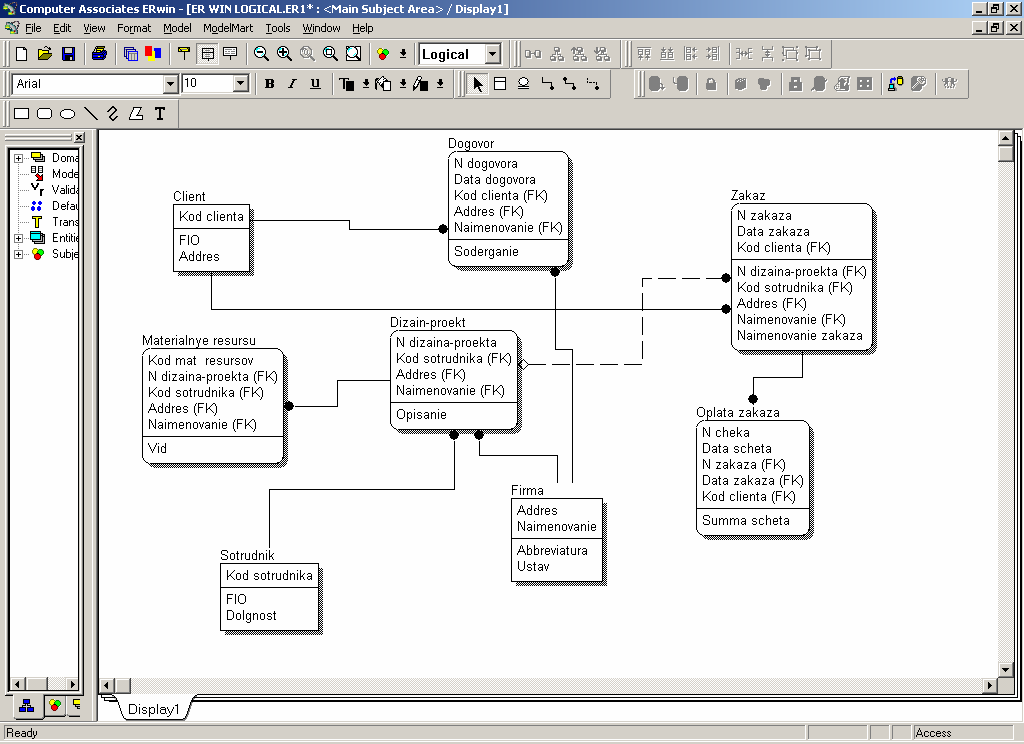 Computer Associates ERwin - [ER WIN LOGICAL.ER1* : <Main Subject Area> / Display1]
File Edit View Format Model ModelMart Tools Window Help
Logical
Arial 10 B I U
T
Doma
Mode
Valida
Defau
Trans
Entitie
Subje
Dogovor
N dogovora
Data dogovora
Kod clienta (FK)
Addres (FK)
Naimenovanie (FK)
Soderganie
Client
Kod clienta
FIO
Addres
Zakaz
N zakaza
Data zakaza
Kod clienta (FK)
N dizaina-proekta (FK)
Kod sotrudnika (FK)
Addres (FK)
Naimenovanie (FK)
Naimenovanie zakaza
Dizain-proekt
N dizaina-proekta
Kod sotrudnika (FK)
Addres (FK)
Naimenovanie (FK)
Opisanie
Materialnye resursu
Kod mat resursov
N dizaina-proekta (FK)
Kod sotrudnika (FK)
Addres (FK)
Naimenovanie (FK)
Vid
Oplata zakaza
N cheka
Data scheta
N zakaza (FK)
Data zakaza (FK)
Kod clienta (FK)
Summa scheta
Firma
Addres
Naimenovanie
Abbreviatura
Ustav
Sotrudnik
Kod sotrudnika
FIO
Dolgnost
Display1
Ready Access